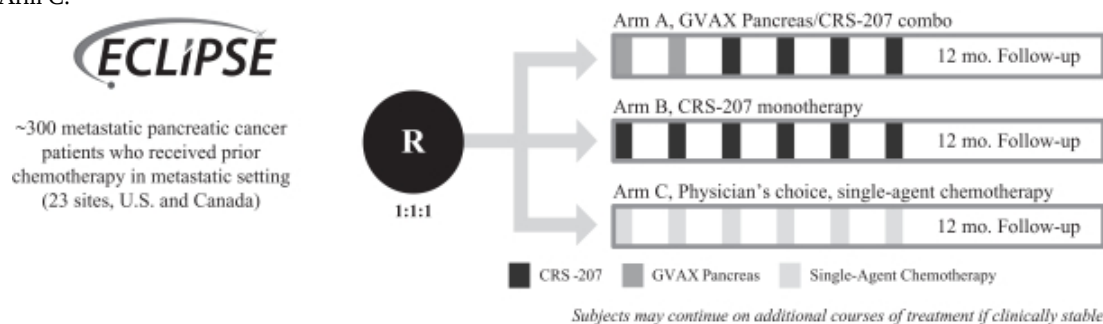 Arm C.
ECLiPSE
~300 metastatic pancreatic cancer
patients who received prior
chemotherapy in metastatic setting
(23 sites, U.S. and Canada)
R
1:1:1
Arm A, GVAX Pancreas/CRS-207 combo
12 mo. Follow-up
Arm B, CRS-207 monotherapy
12 mo. Follow-up
Arm C, Physician's choice, single-agent chemotherapy
12 mo. Follow-up
CRS -207 GVAX Pancreas Single-Agent Chemotherapy
Subjects may continue on additional courses of treatment if clinically stable